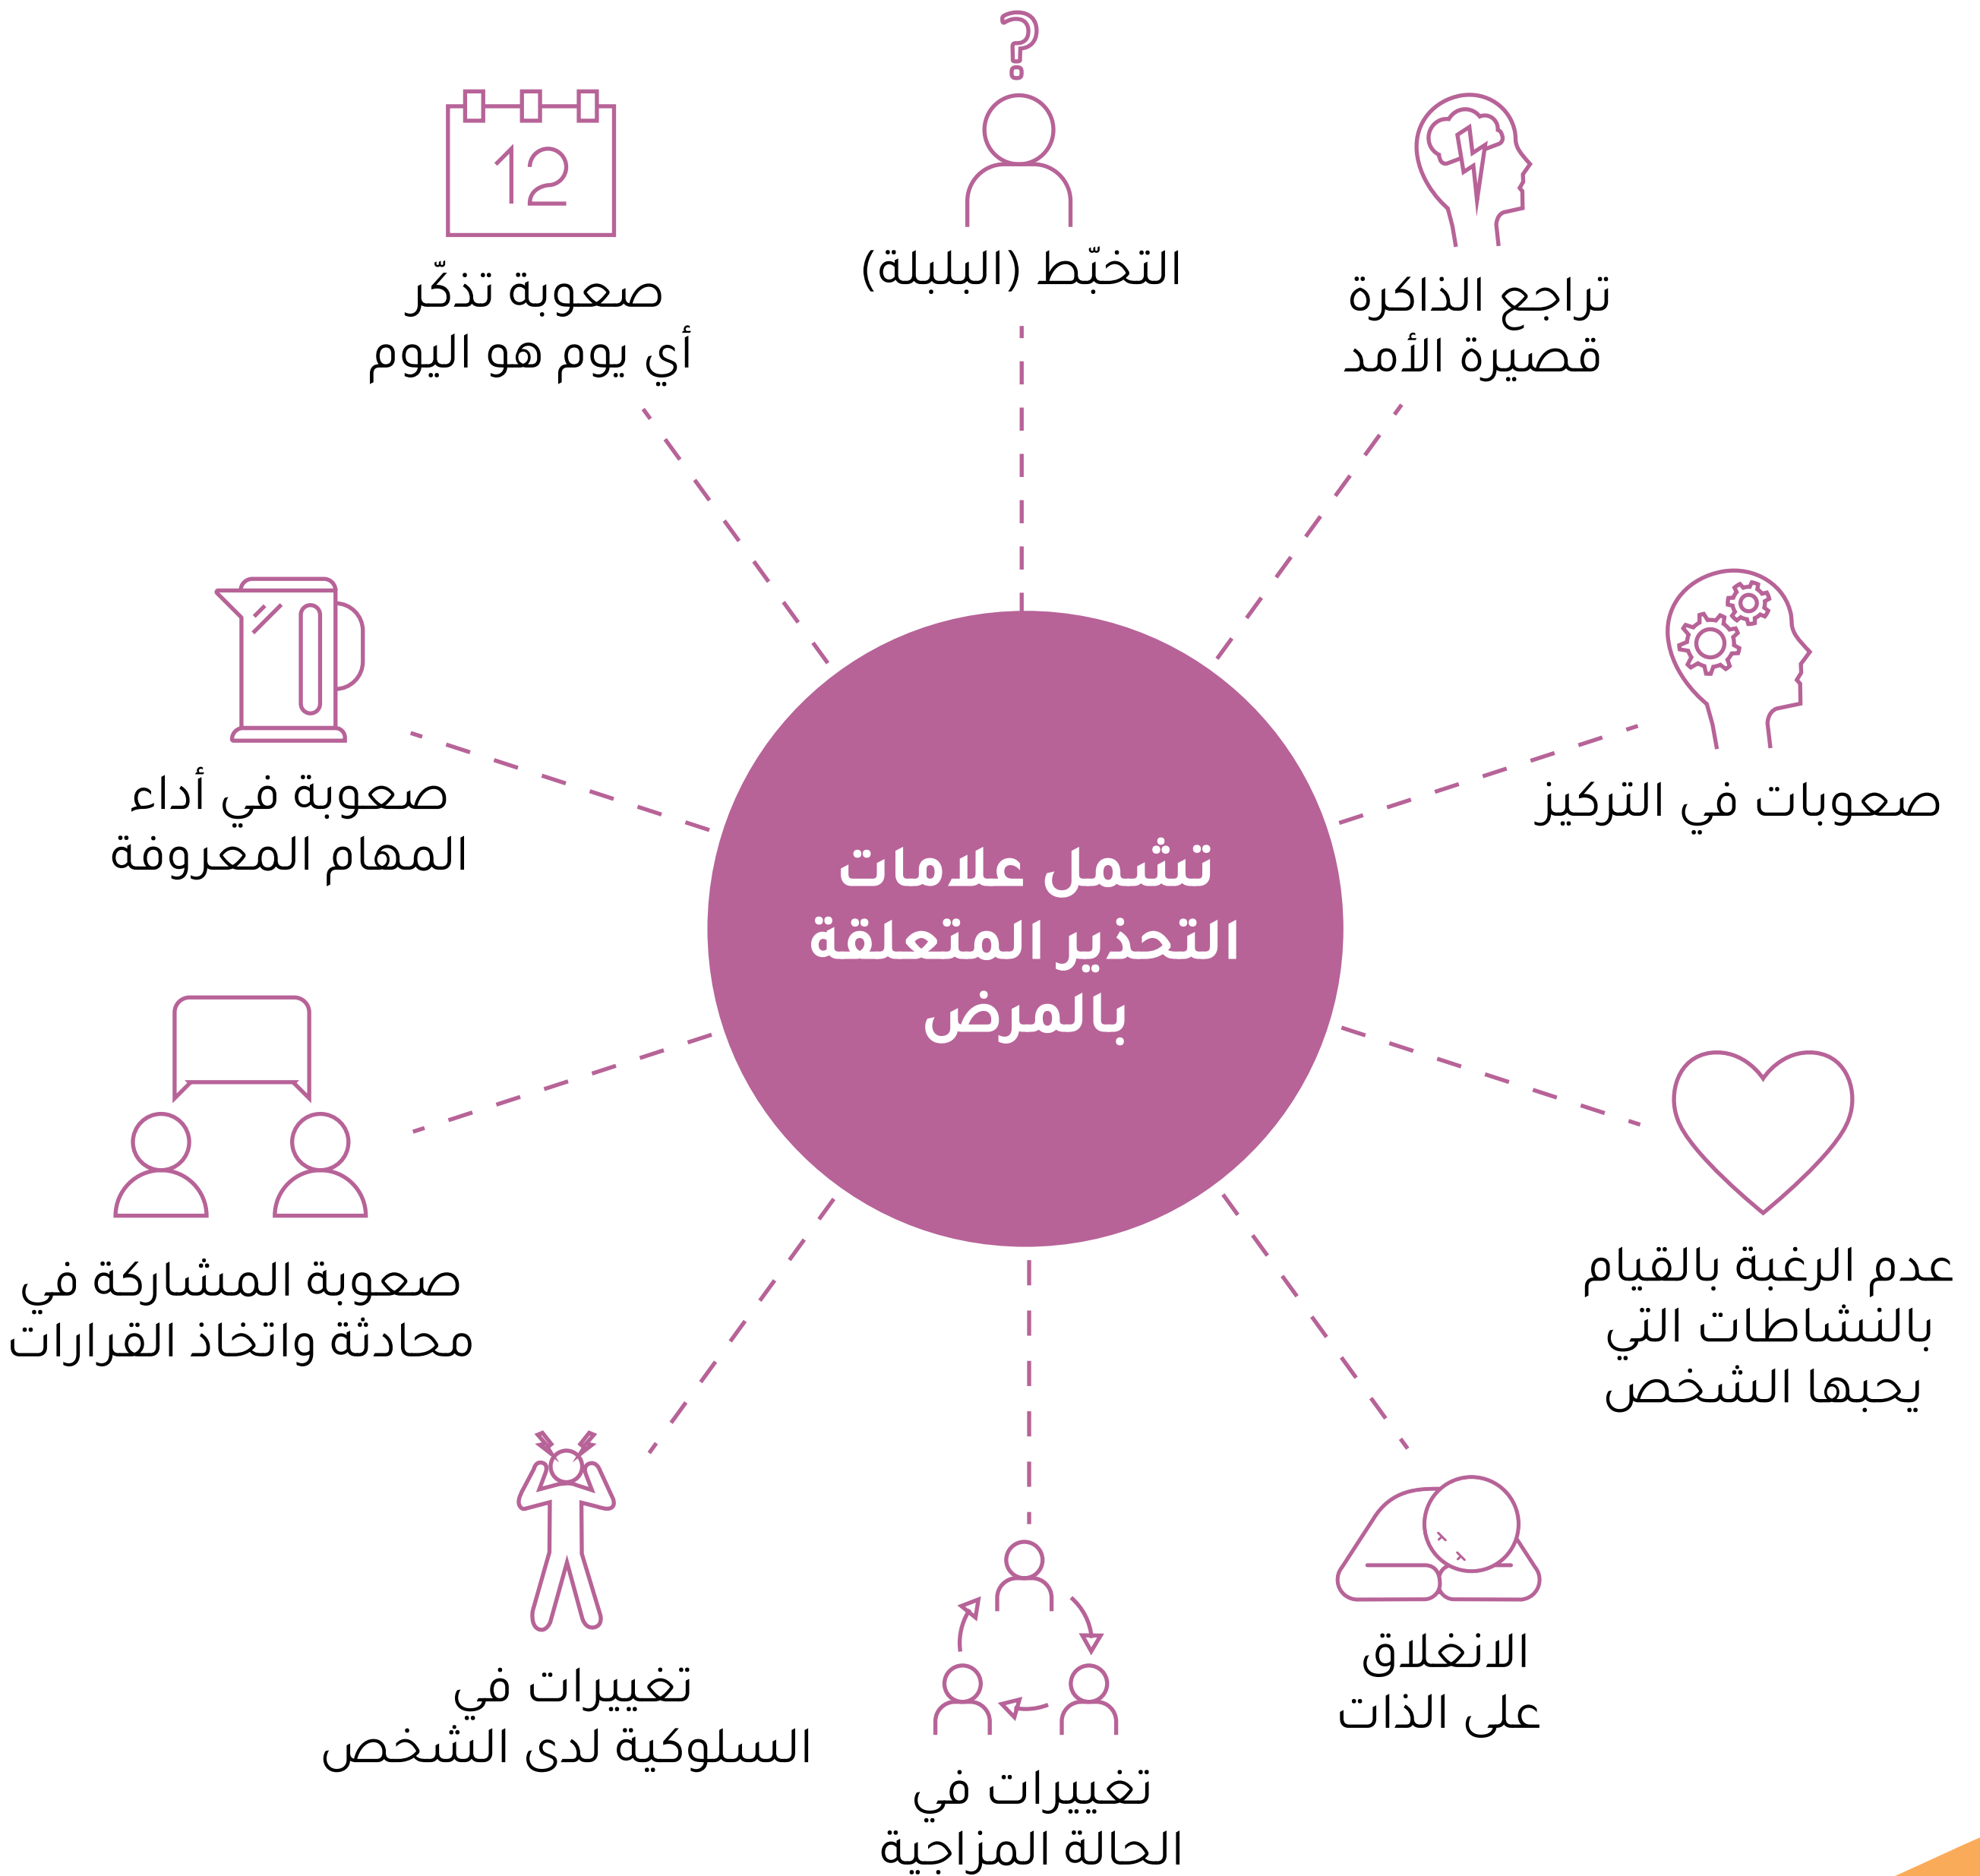 التخبّط (البلبلة)
تراجع الذاكرة
قصيرة الأمد
صعوبات في التركيز
عدم الرغبة بالقيام
بالنشاطات التي
يحبها الشخص
الانغلاق
على الذات
تغييرات في
الحالة المزاجية
تغييرات في
السلوكية لدى الشخص
صعوبة المشاركة في
محادثة واتخاذ القرارات
صعوبة في أداء
المهام المعروفة
صعوبة تذكّر
أي يوم هو اليوم
12
تشمل علامات
التحذير المتعلقة
بالمرض
?